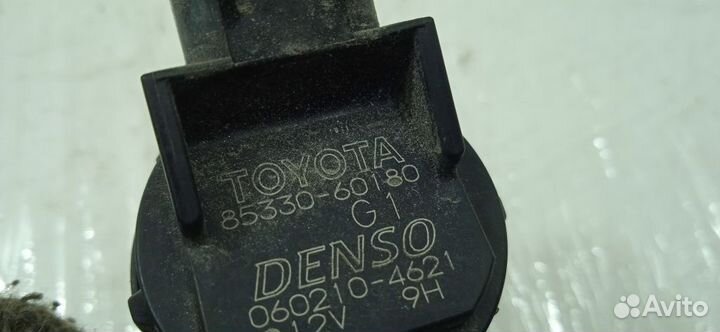 TOYOTA
85330-60180
G1
DENSO
060210-4621
12V 9H
Avito